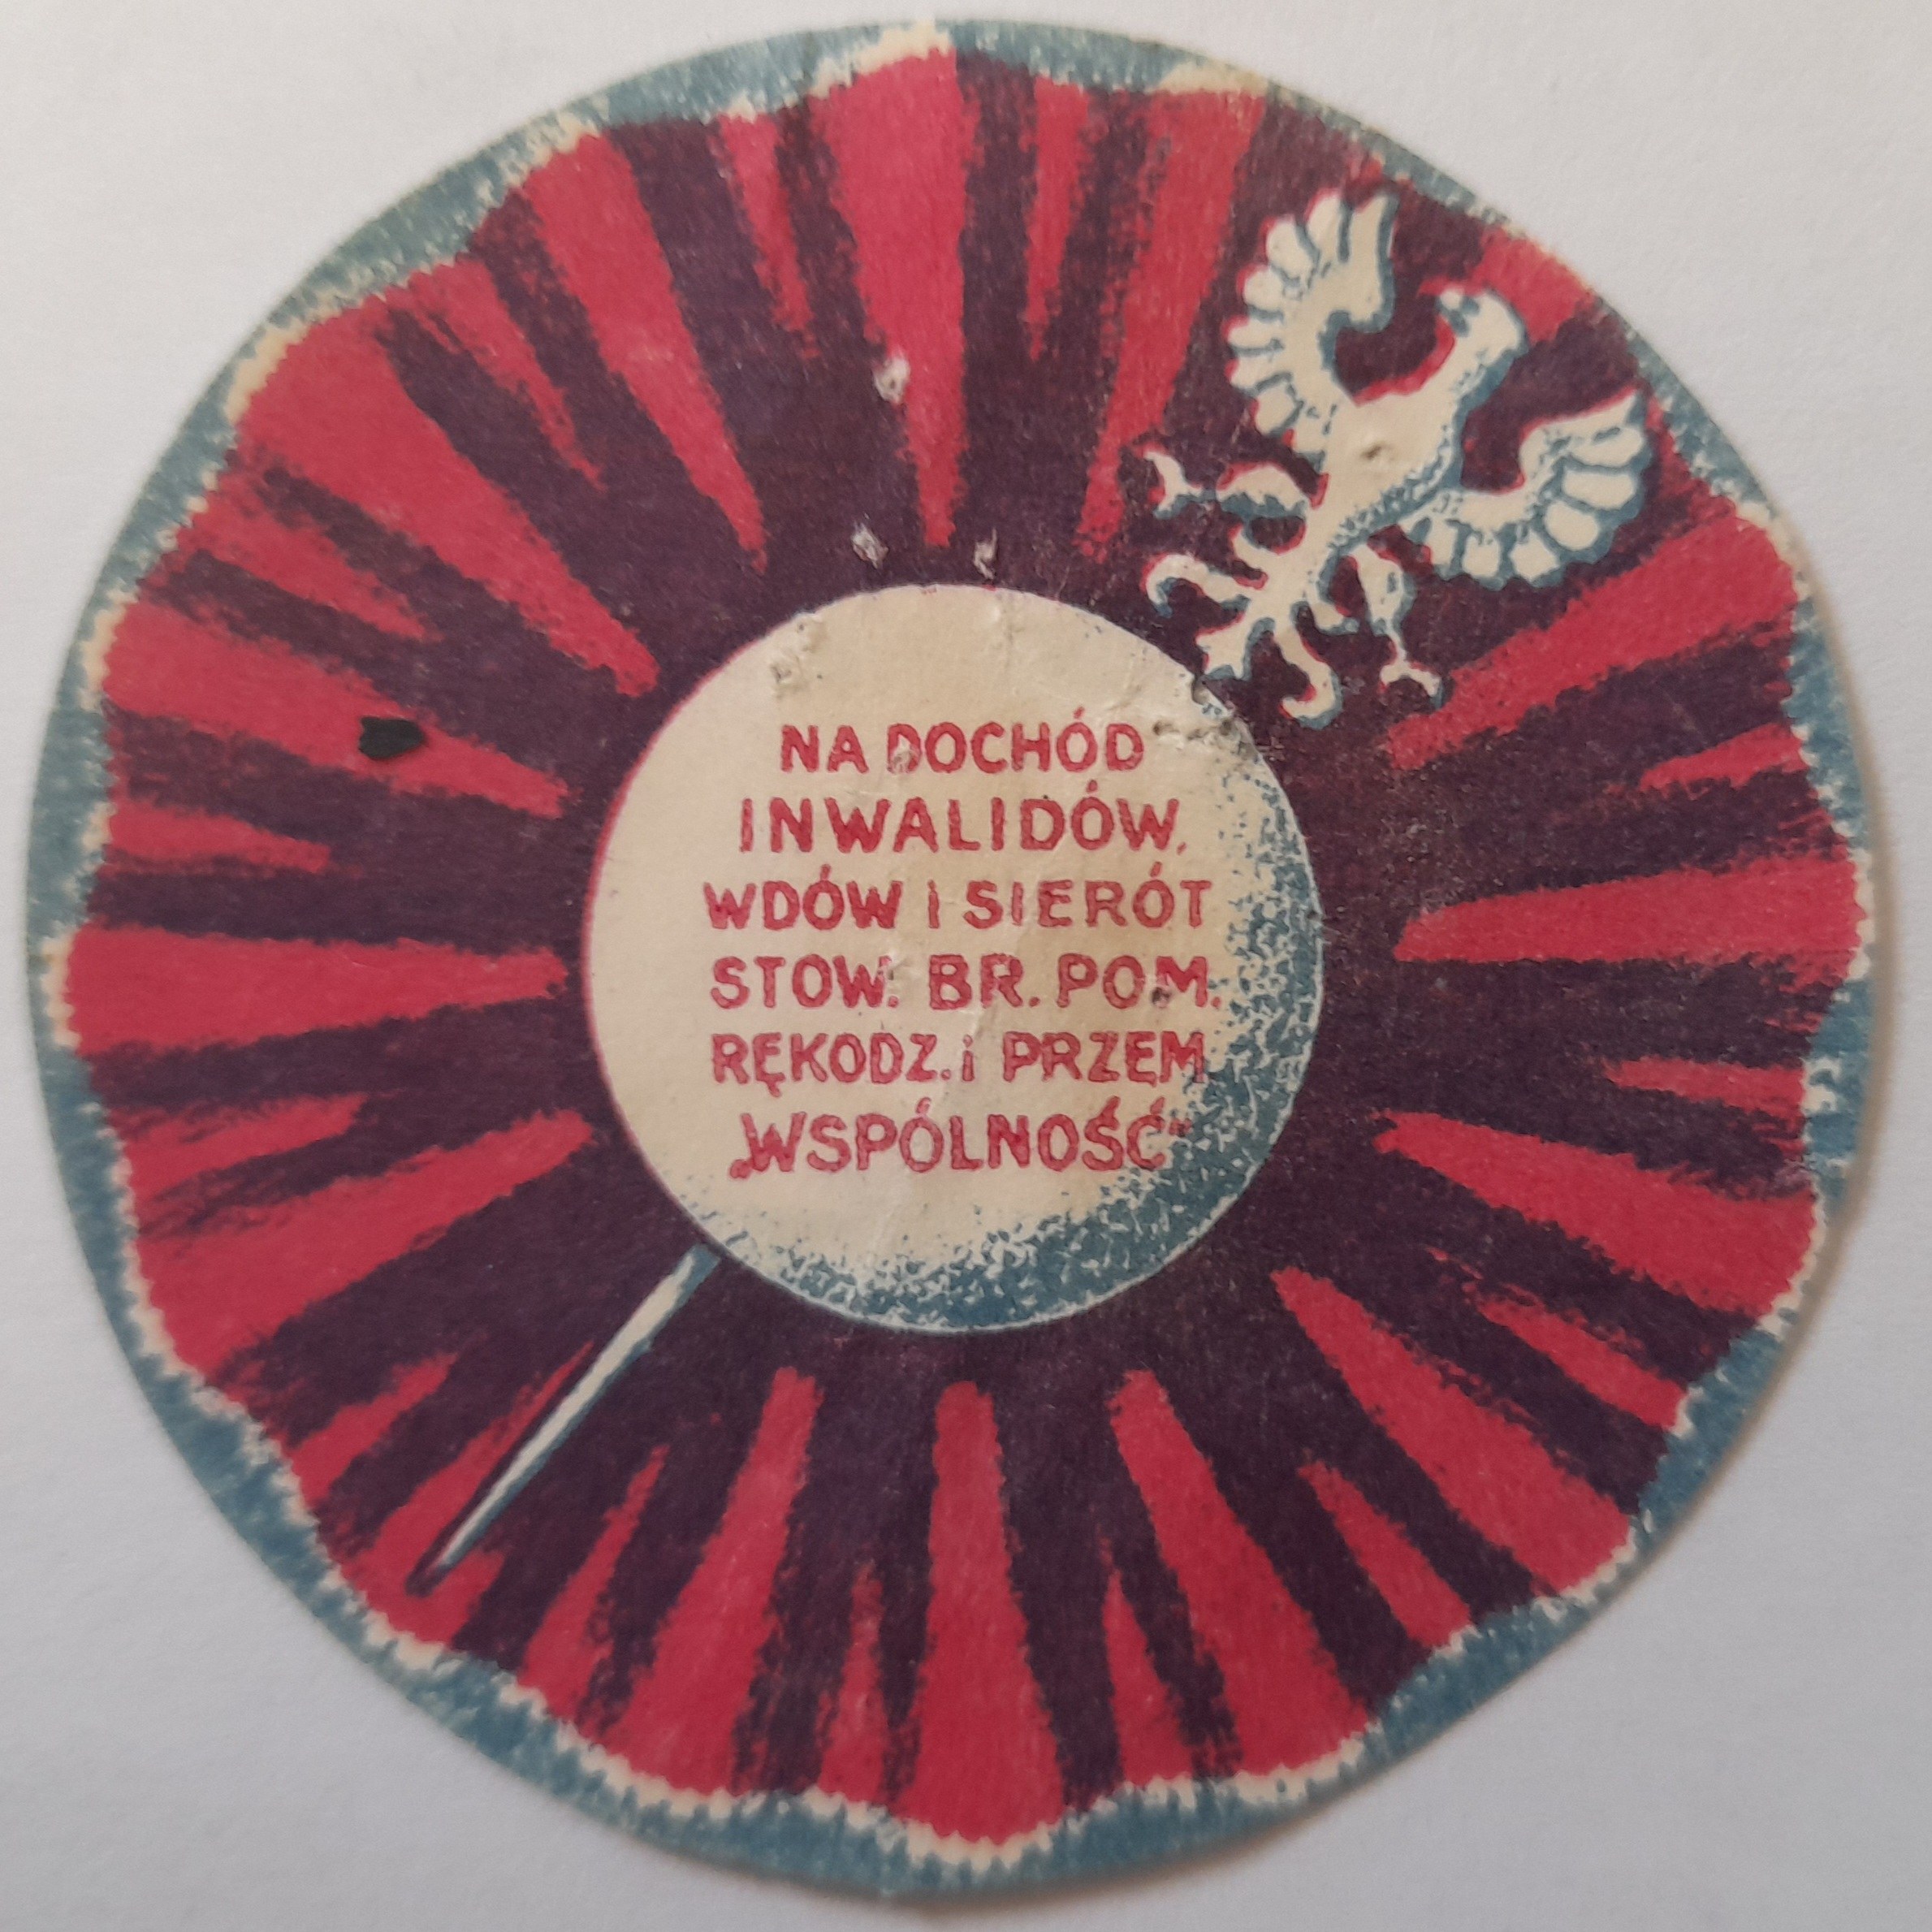 NA DOCHÓD
INWALIDÓW,
WDÓW i SIERÓT
STOW. BR. POM.
RĘKODZ. i PRZEM.
„WSPÓLNOŚĆ”